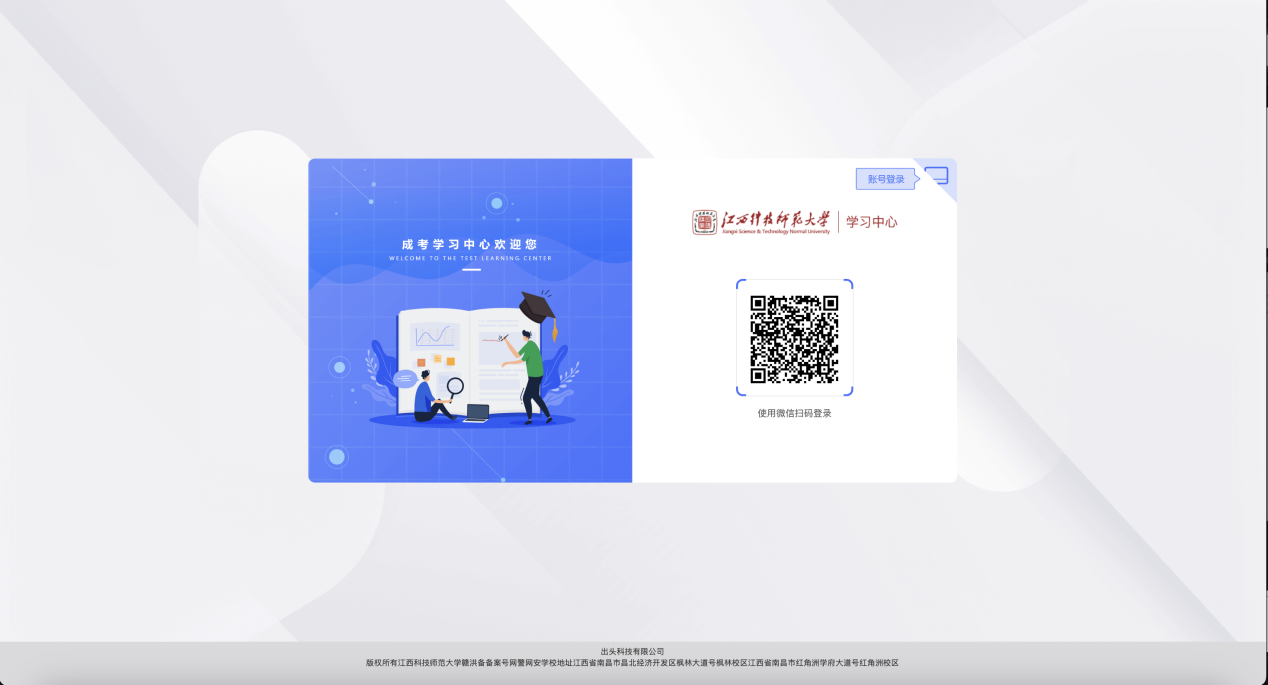 成考学习中心欢迎您
WELCOME TO THE TEST LEARNING CENTER
账号登录
江西科技师范大学 学习中心
Jiangxi Science & Technology Normal University
使用微信扫码登录
出头科技有限公司
版权所有江西科技师范大学赣洪备备案号网警网安学校地址江西省南昌市昌北经济开发区枫林大道号枫林校区江西省南昌市红角洲学府大道号红角洲校区